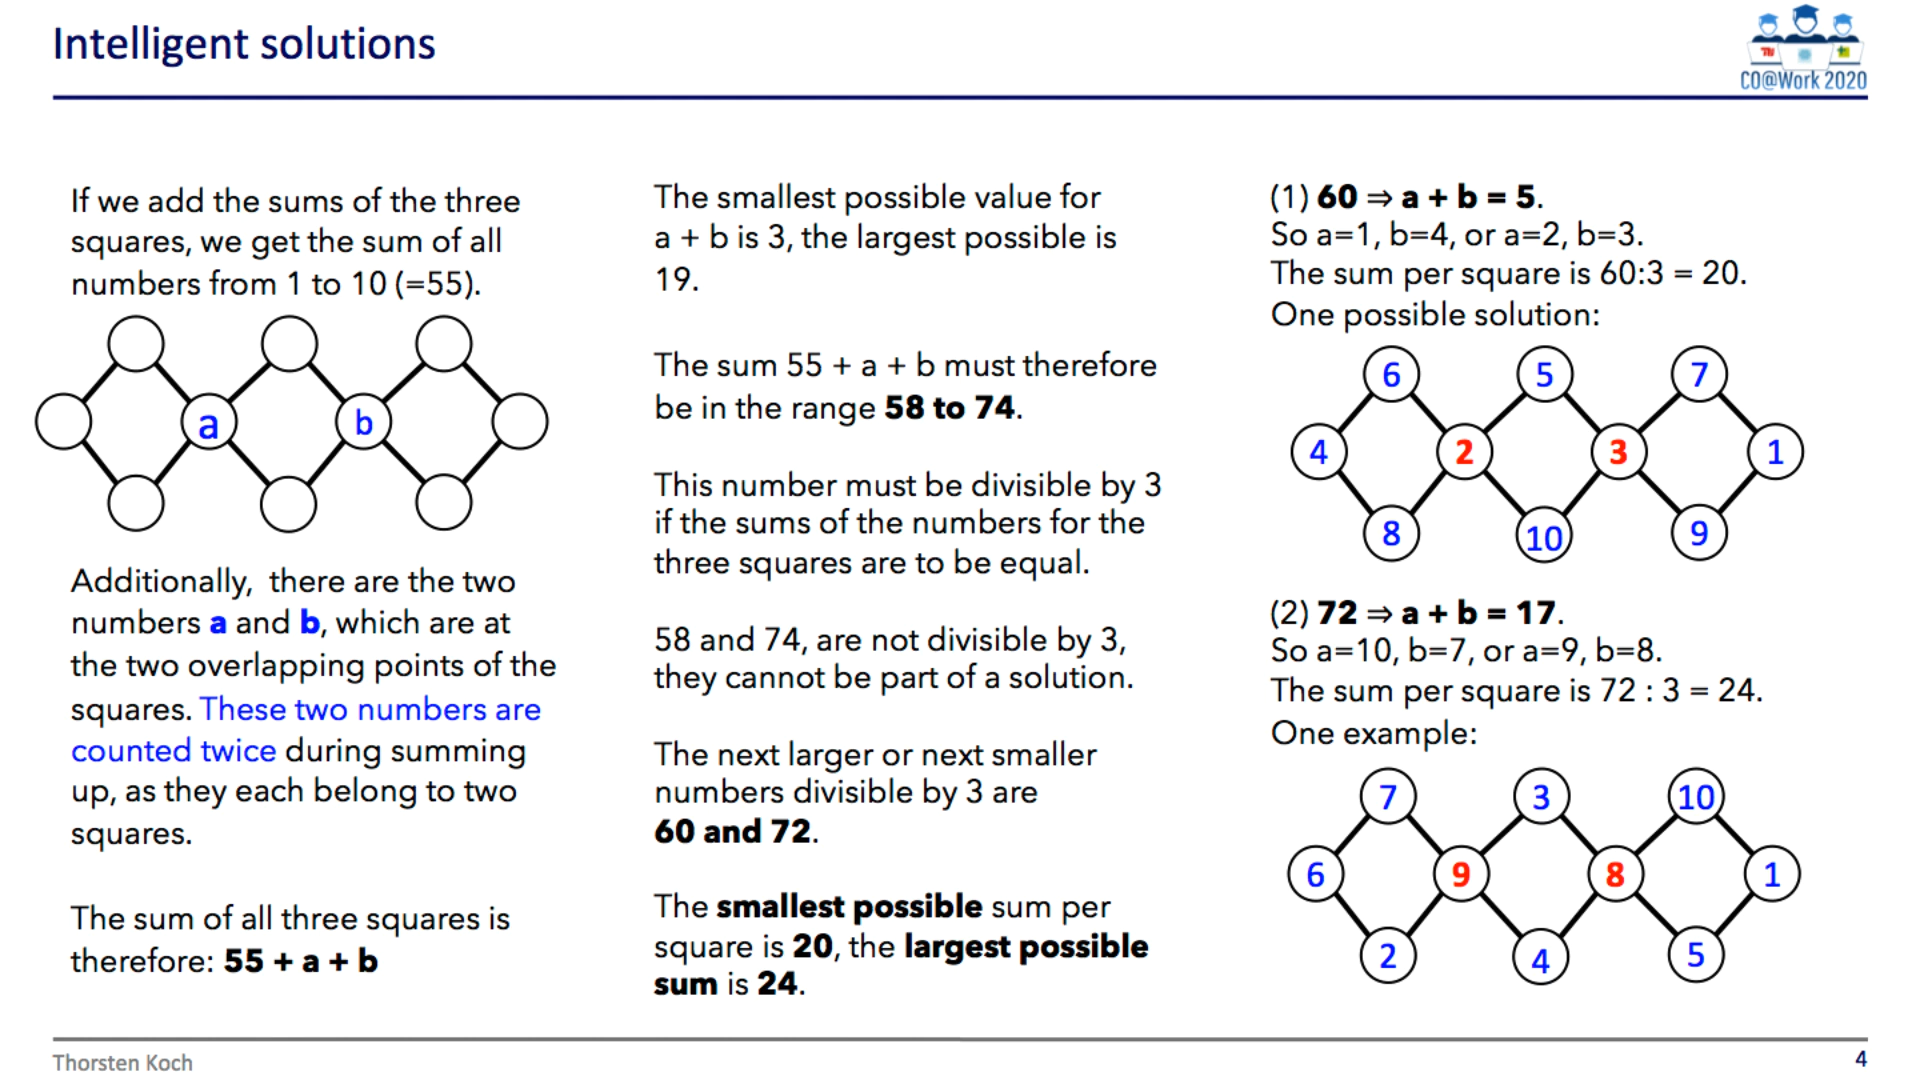 Intelligent solutions
CO@Work 2020
If we add the sums of the three
squares, we get the sum of all
numbers from 1 to 10 (=55).
a
b
Additionally,  there are the two
numbers a and b, which are at
the two overlapping points of the
squares. These two numbers are
counted twice during summing
up, as they each belong to two
squares.
The sum of all three squares is
therefore: 55 + a + b
The smallest possible value for
a + b is 3, the largest possible is
19.
The sum 55 + a + b must therefore
be in the range 58 to 74.
This number must be divisible by 3
if the sums of the numbers for the
three squares are to be equal.
58 and 74, are not divisible by 3,
they cannot be part of a solution.
The next larger or next smaller
numbers divisible by 3 are
60 and 72.
The smallest possible sum per
square is 20, the largest possible
sum is 24.
(1) 60 ⇒ a + b = 5.
So a=1, b=4, or a=2, b=3.
The sum per square is 60:3 = 20.
One possible solution:
6 5 7
4 2 3 1
8 10 9
(2) 72 ⇒ a + b = 17.
So a=10, b=7, or a=9, b=8.
The sum per square is 72 : 3 = 24.
One example:
7 3 10
6 9 8 1
2 4 5
Thorsten Koch
4